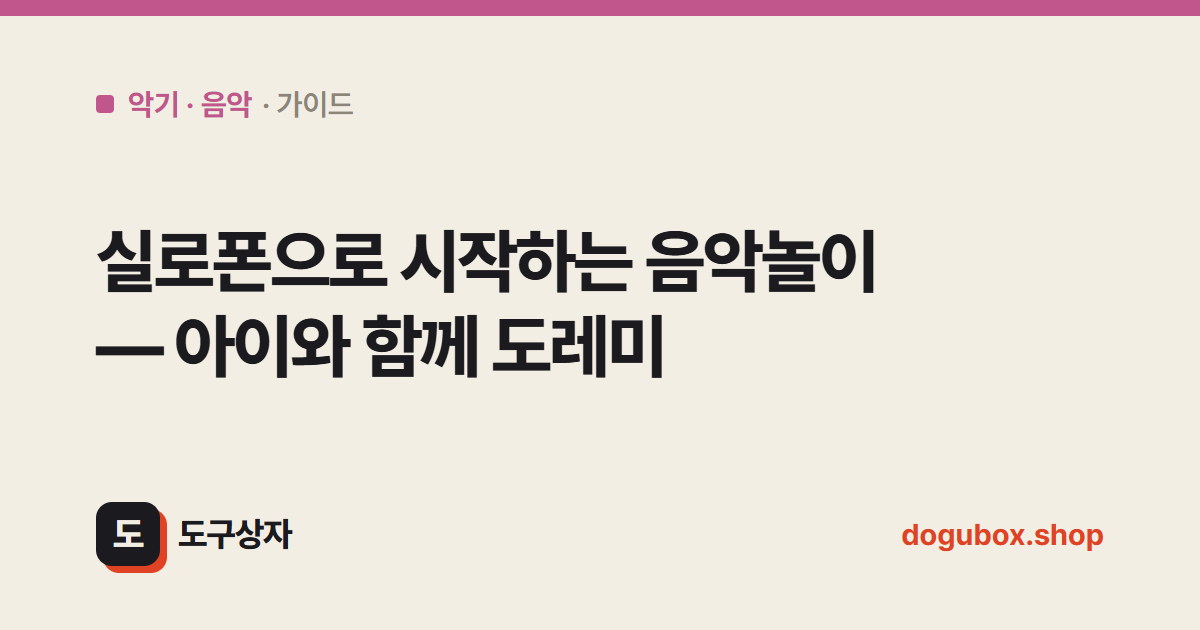 악기 · 음악 · 가이드
실로폰으로 시작하는 음악놀이
— 아이와 함께 도레미
도 도구상자
dogubox.shop